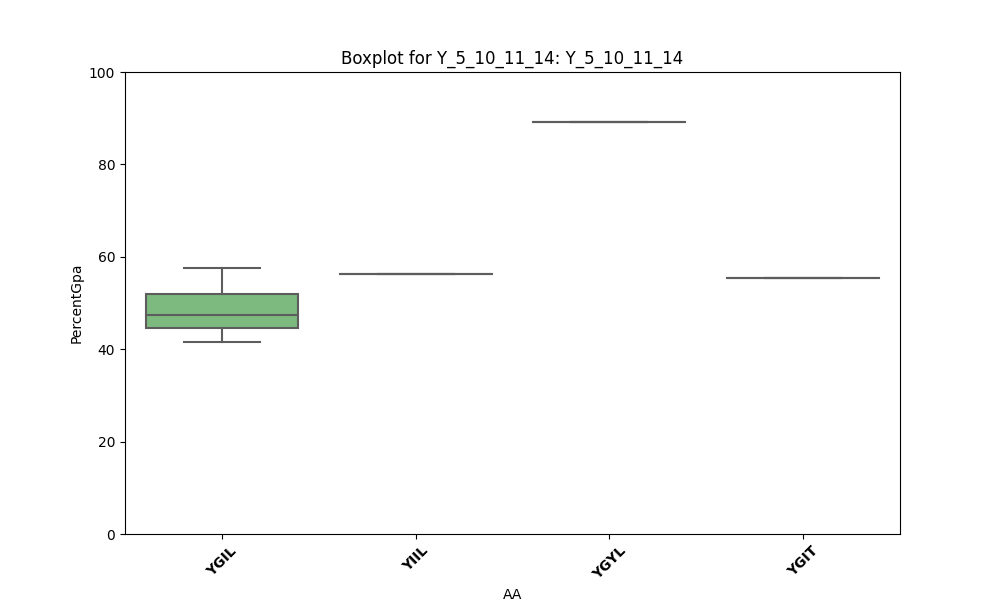 Boxplot for Y_5_10_11_14: Y_5_10_11_14
100
80
60
40
20
0
PercentGpa
YGIL
YIIL
YGYL
YGIT
AA